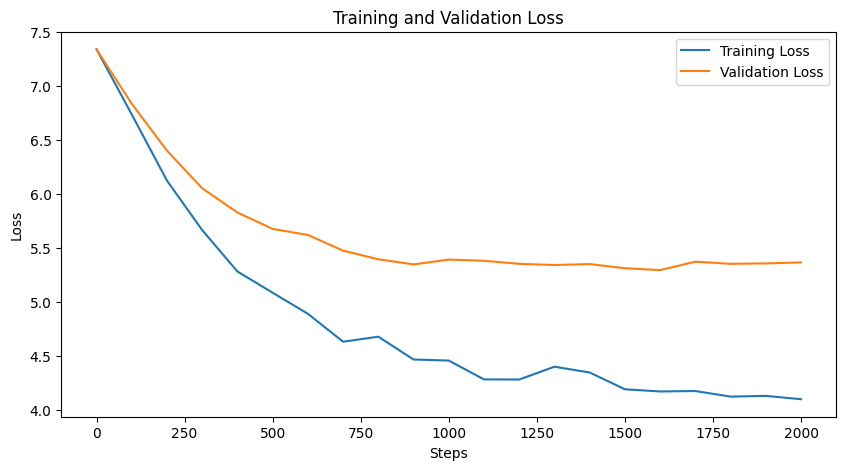 Training and Validation Loss
Training Loss
Validation Loss
Loss
7.5
7.0
6.5
6.0
5.5
5.0
4.5
4.0
0 250 500 750 1000 1250 1500 1750 2000
Steps